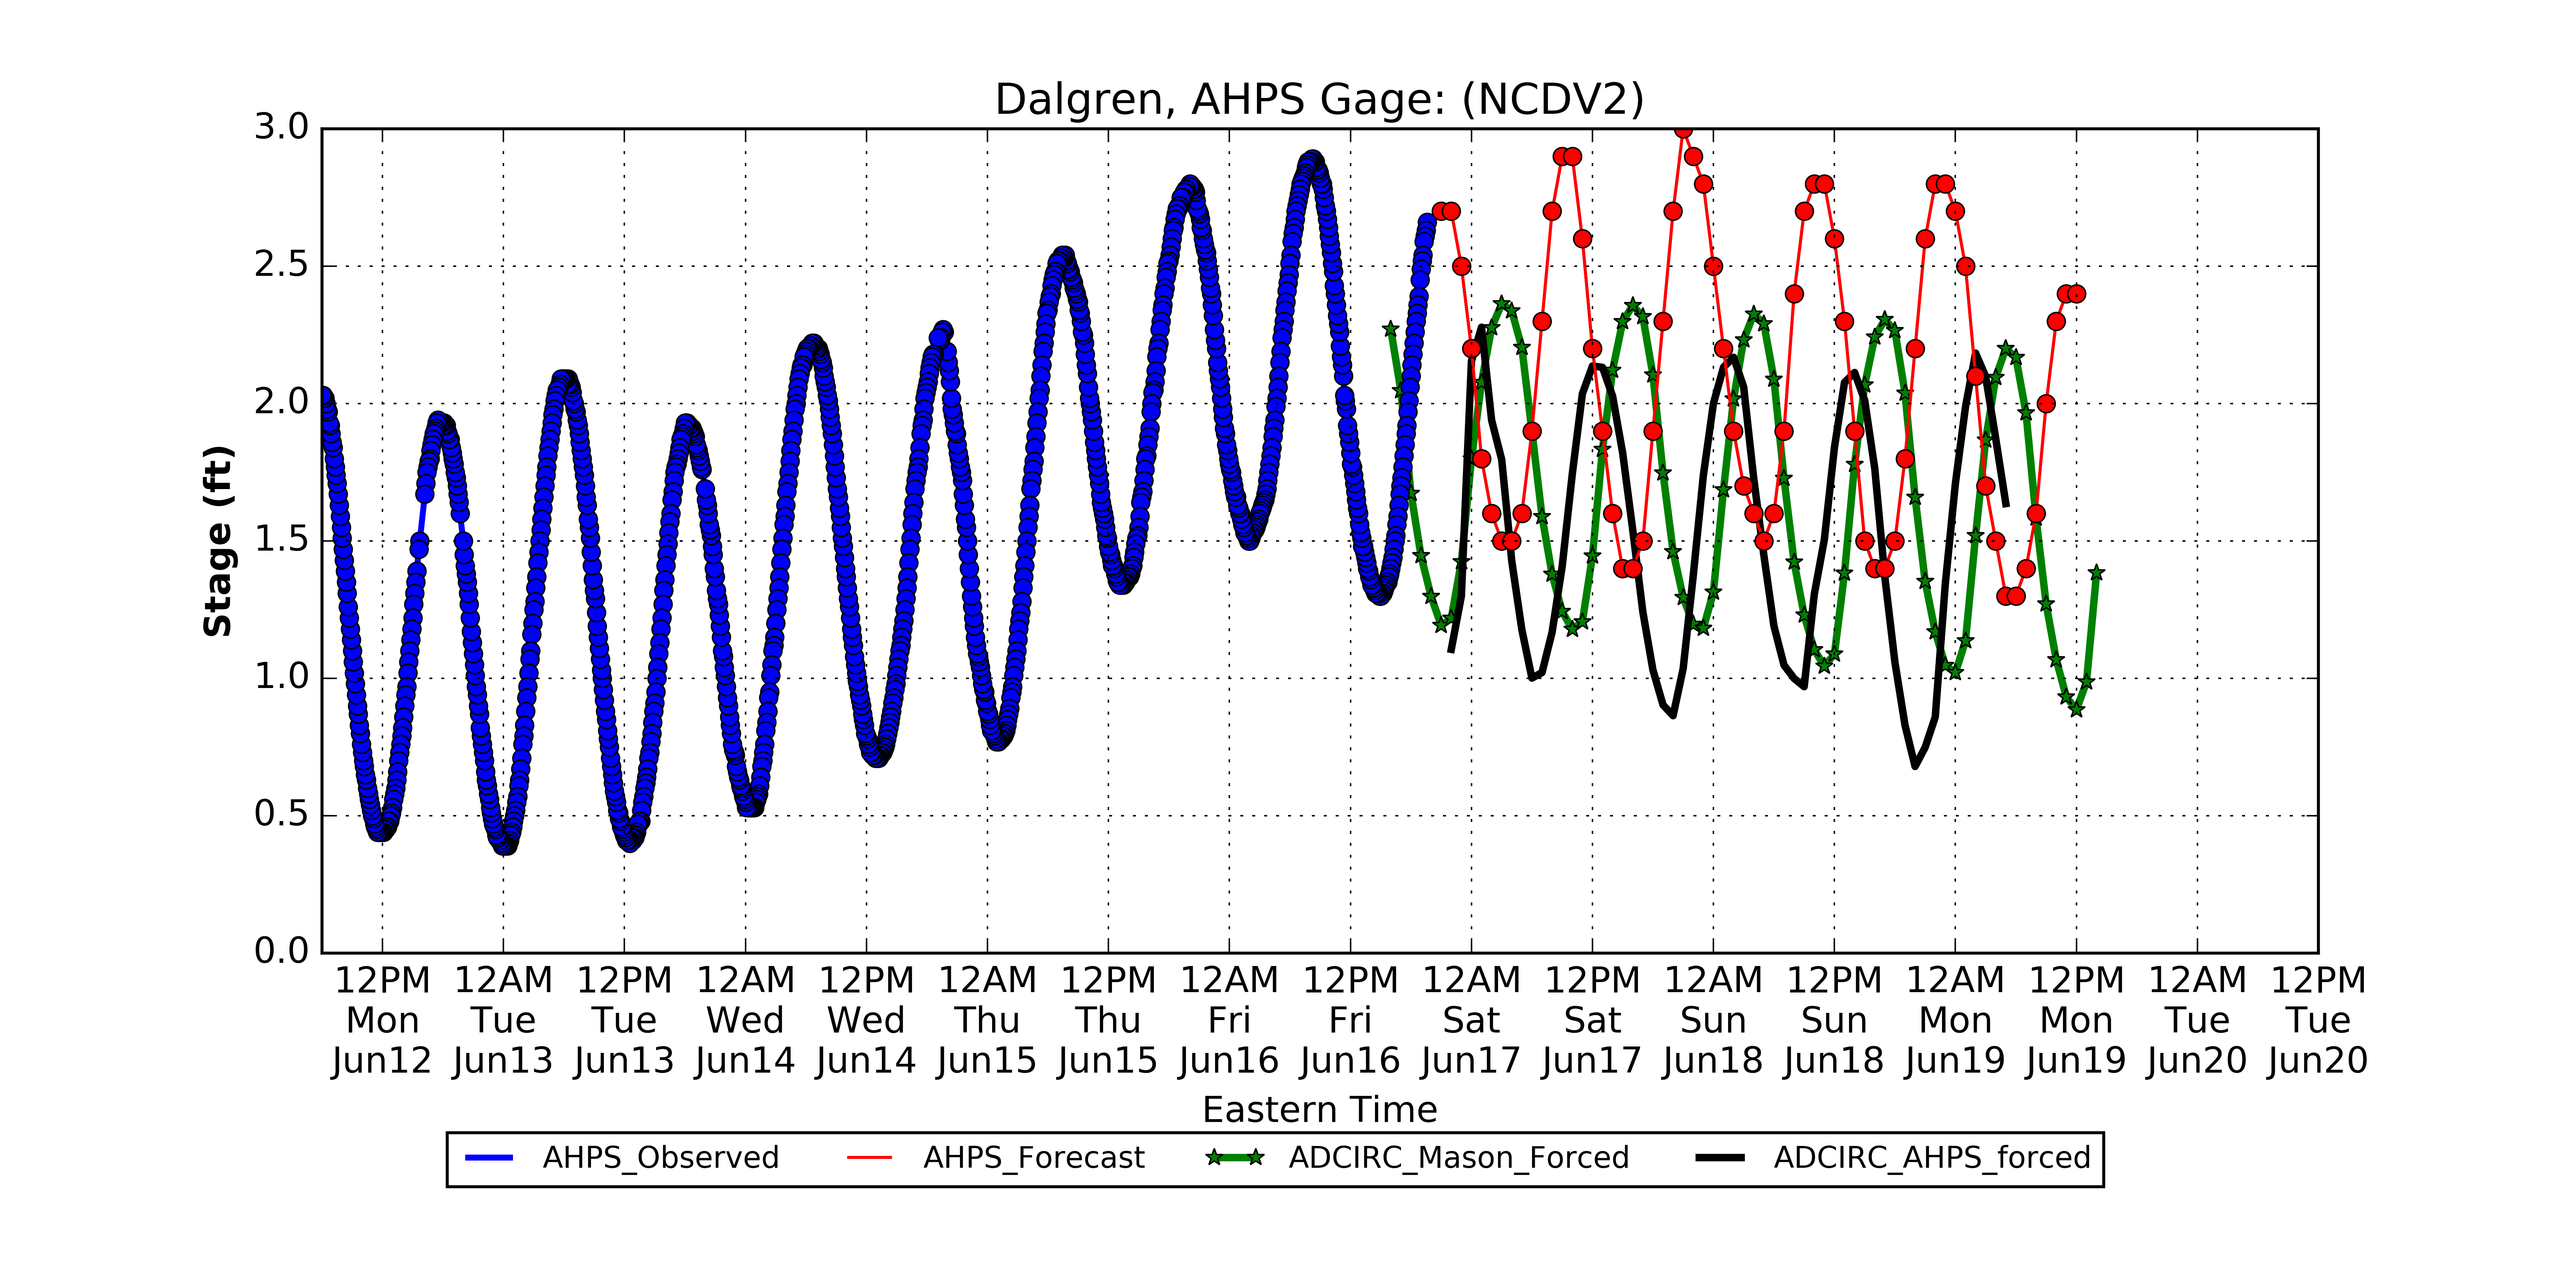 Dalgren, AHPS Gage: (NCDV2)
3.0
2.5
2.0
1.5
1.0
0.5
0.0
Stage (ft)
12PM 12AM 12PM 12AM 12PM 12AM 12PM 12AM 12PM 12AM 12PM 12AM 12PM 12AM 12PM 12AM 12PM
Mon Tue Tue Wed Wed Thu Thu Fri Fri Sat Sat Sun Sun Mon Mon Tue Tue
Jun12 Jun13 Jun13 Jun14 Jun14 Jun15 Jun15 Jun16 Jun16 Jun17 Jun17 Jun18 Jun18 Jun19 Jun19 Jun20 Jun20
Eastern Time
AHPS_Observed AHPS_Forecast ADCIRC_Mason_Forced ADCIRC_AHPS_forced